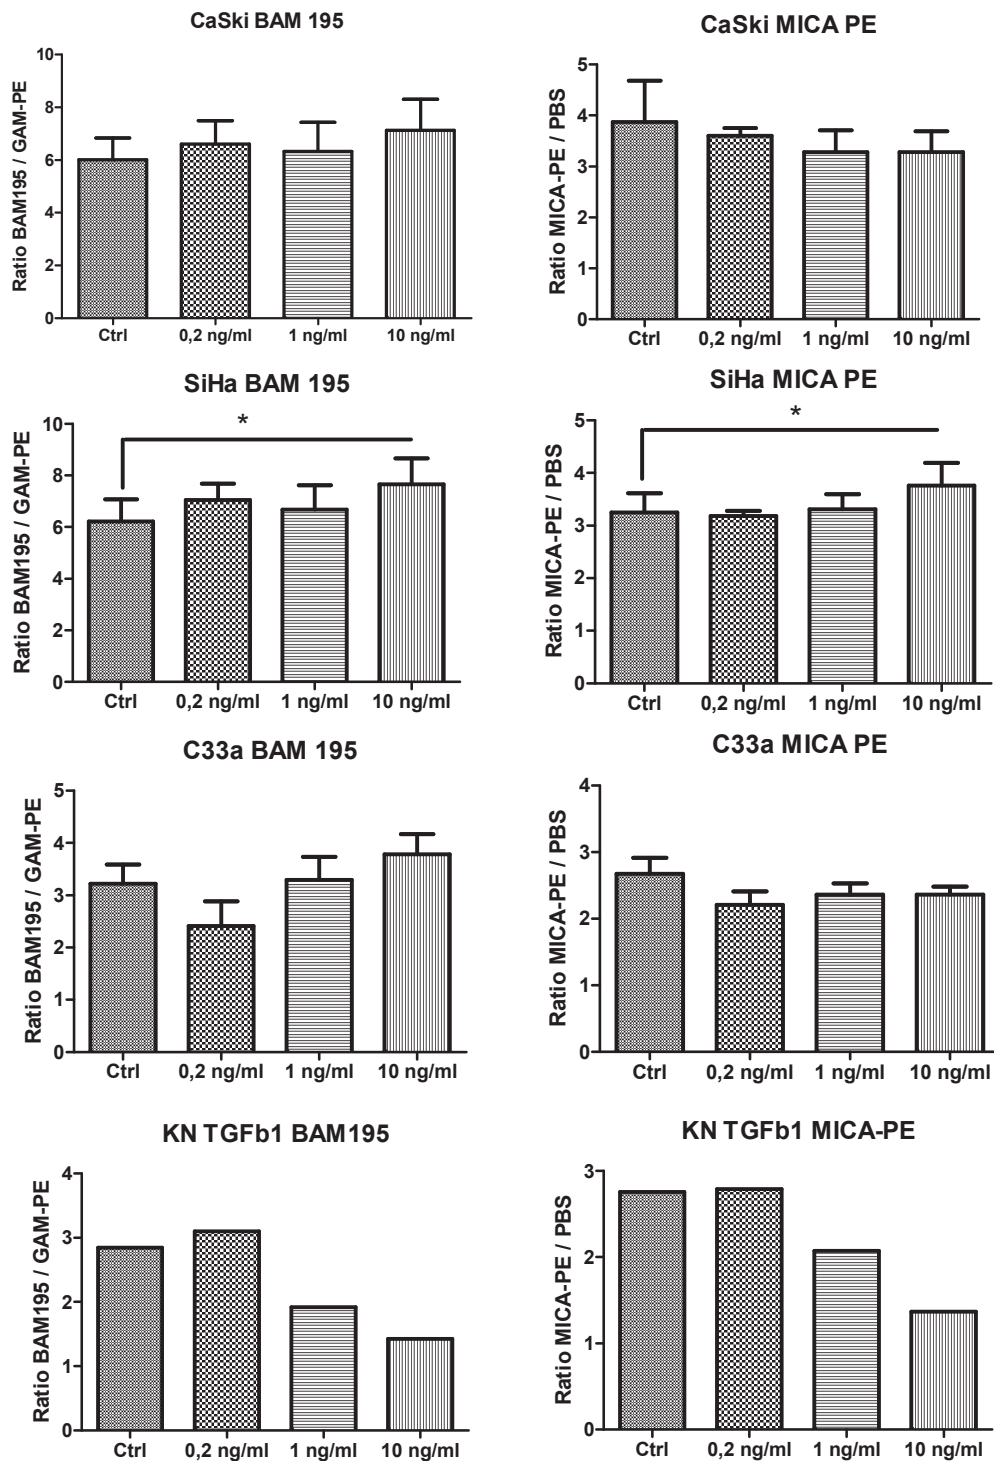 CaSki BAM 195
Ratio BAM195 / GAM-PE
10
8
6
4
2
0
Ctrl 0,2 ng/ml 1 ng/ml 10 ng/ml
CaSki MICA PE
Ratio MICA-PE / PBS
5
4
3
2
1
0
Ctrl 0,2 ng/ml 1 ng/ml 10 ng/ml
SiHa BAM 195
*
Ratio BAM195 / GAM-PE
10
8
6
4
2
0
Ctrl 0,2 ng/ml 1 ng/ml 10 ng/ml
SiHa MICA PE
*
Ratio MICA-PE / PBS
5
4
3
2
1
0
Ctrl 0,2 ng/ml 1 ng/ml 10 ng/ml
C33a BAM 195
Ratio BAM195 / GAM-PE
5
4
3
2
1
0
Ctrl 0,2 ng/ml 1 ng/ml 10 ng/ml
C33a MICA PE
Ratio MICA-PE / PBS
4
3
2
1
0
Ctrl 0,2 ng/ml 1 ng/ml 10 ng/ml
KN TGFb1 BAM195
Ratio BAM195 / GAM-PE
4
3
2
1
0
Ctrl 0,2 ng/ml 1 ng/ml 10 ng/ml
KN TGFb1 MICA-PE
Ratio MICA-PE / PBS
3
2
1
0
Ctrl 0,2 ng/ml 1 ng/ml 10 ng/ml